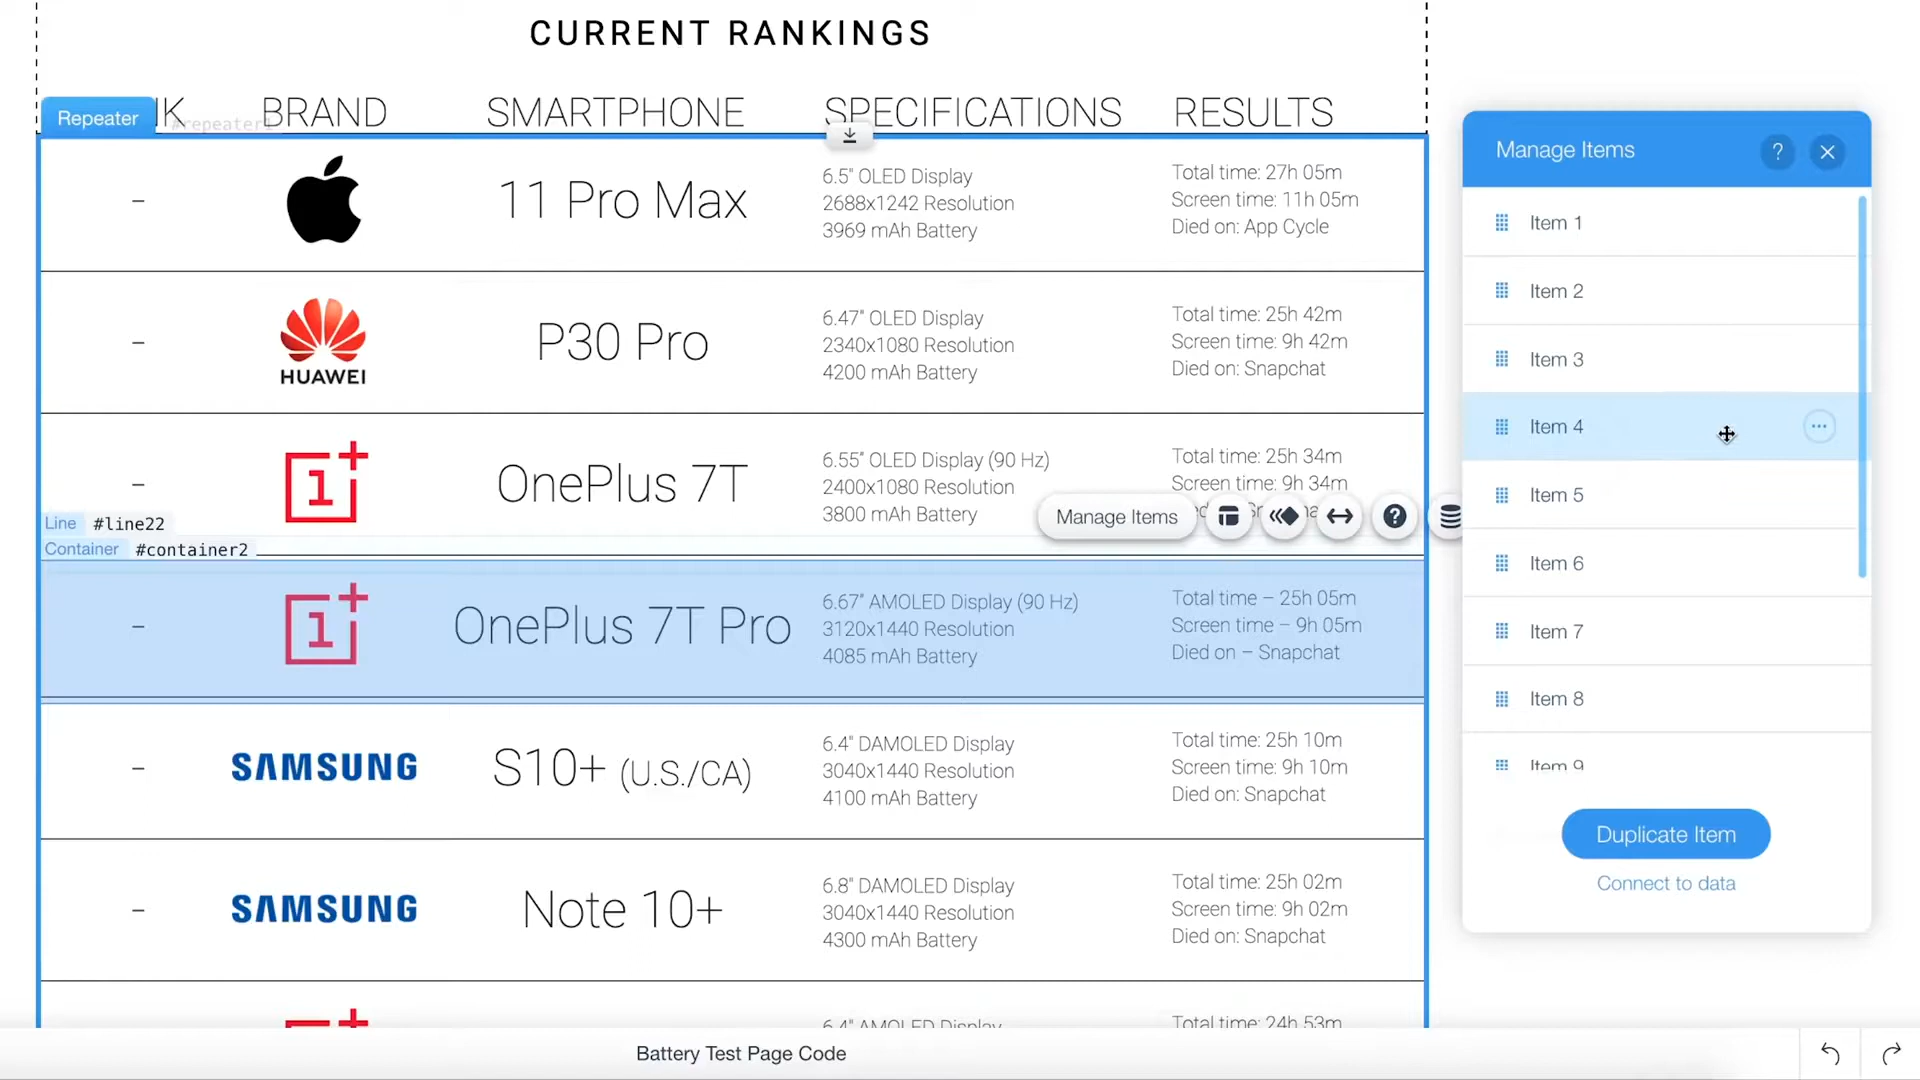 CURRENT RANKINGS
Repeater
K
#repeater1
BRAND
SMARTPHONE
SPECIFICATIONS
RESULTS
–
11 Pro Max
6.5" OLED Display
2688x1242 Resolution
3969 mAh Battery
Total time: 27h 05m
Screen time: 11h 05m
Died on: App Cycle
–
HUAWEI
P30 Pro
6.47" OLED Display
2340x1080 Resolution
4200 mAh Battery
Total time: 25h 42m
Screen time: 9h 42m
Died on: Snapchat
–
1+
OnePlus 7T
6.55" OLED Display (90 Hz)
2400x1080 Resolution
3800 mAh Battery
Total time: 25h 34m
Screen time: 9h 34m
Manage Items
Line #line22
Container #container2
–
1+
OnePlus 7T Pro
6.67" AMOLED Display (90 Hz)
3120x1440 Resolution
4085 mAh Battery
Total time – 25h 05m
Screen time – 9h 05m
Died on – Snapchat
–
SAMSUNG
S10+ (U.S./CA)
6.4" DAMOLED Display
3040x1440 Resolution
4100 mAh Battery
Total time: 25h 10m
Screen time: 9h 10m
Died on: Snapchat
–
SAMSUNG
Note 10+
6.8" DAMOLED Display
3040x1440 Resolution
4300 mAh Battery
Total time: 25h 02m
Screen time: 9h 02m
Died on: Snapchat
6.4" AMOLED Display
Total time: 24h 53m
Manage Items
?
Item 1
Item 2
Item 3
Item 4
Item 5
Item 6
Item 7
Item 8
Item 9
Duplicate Item
Connect to data
Battery Test Page Code